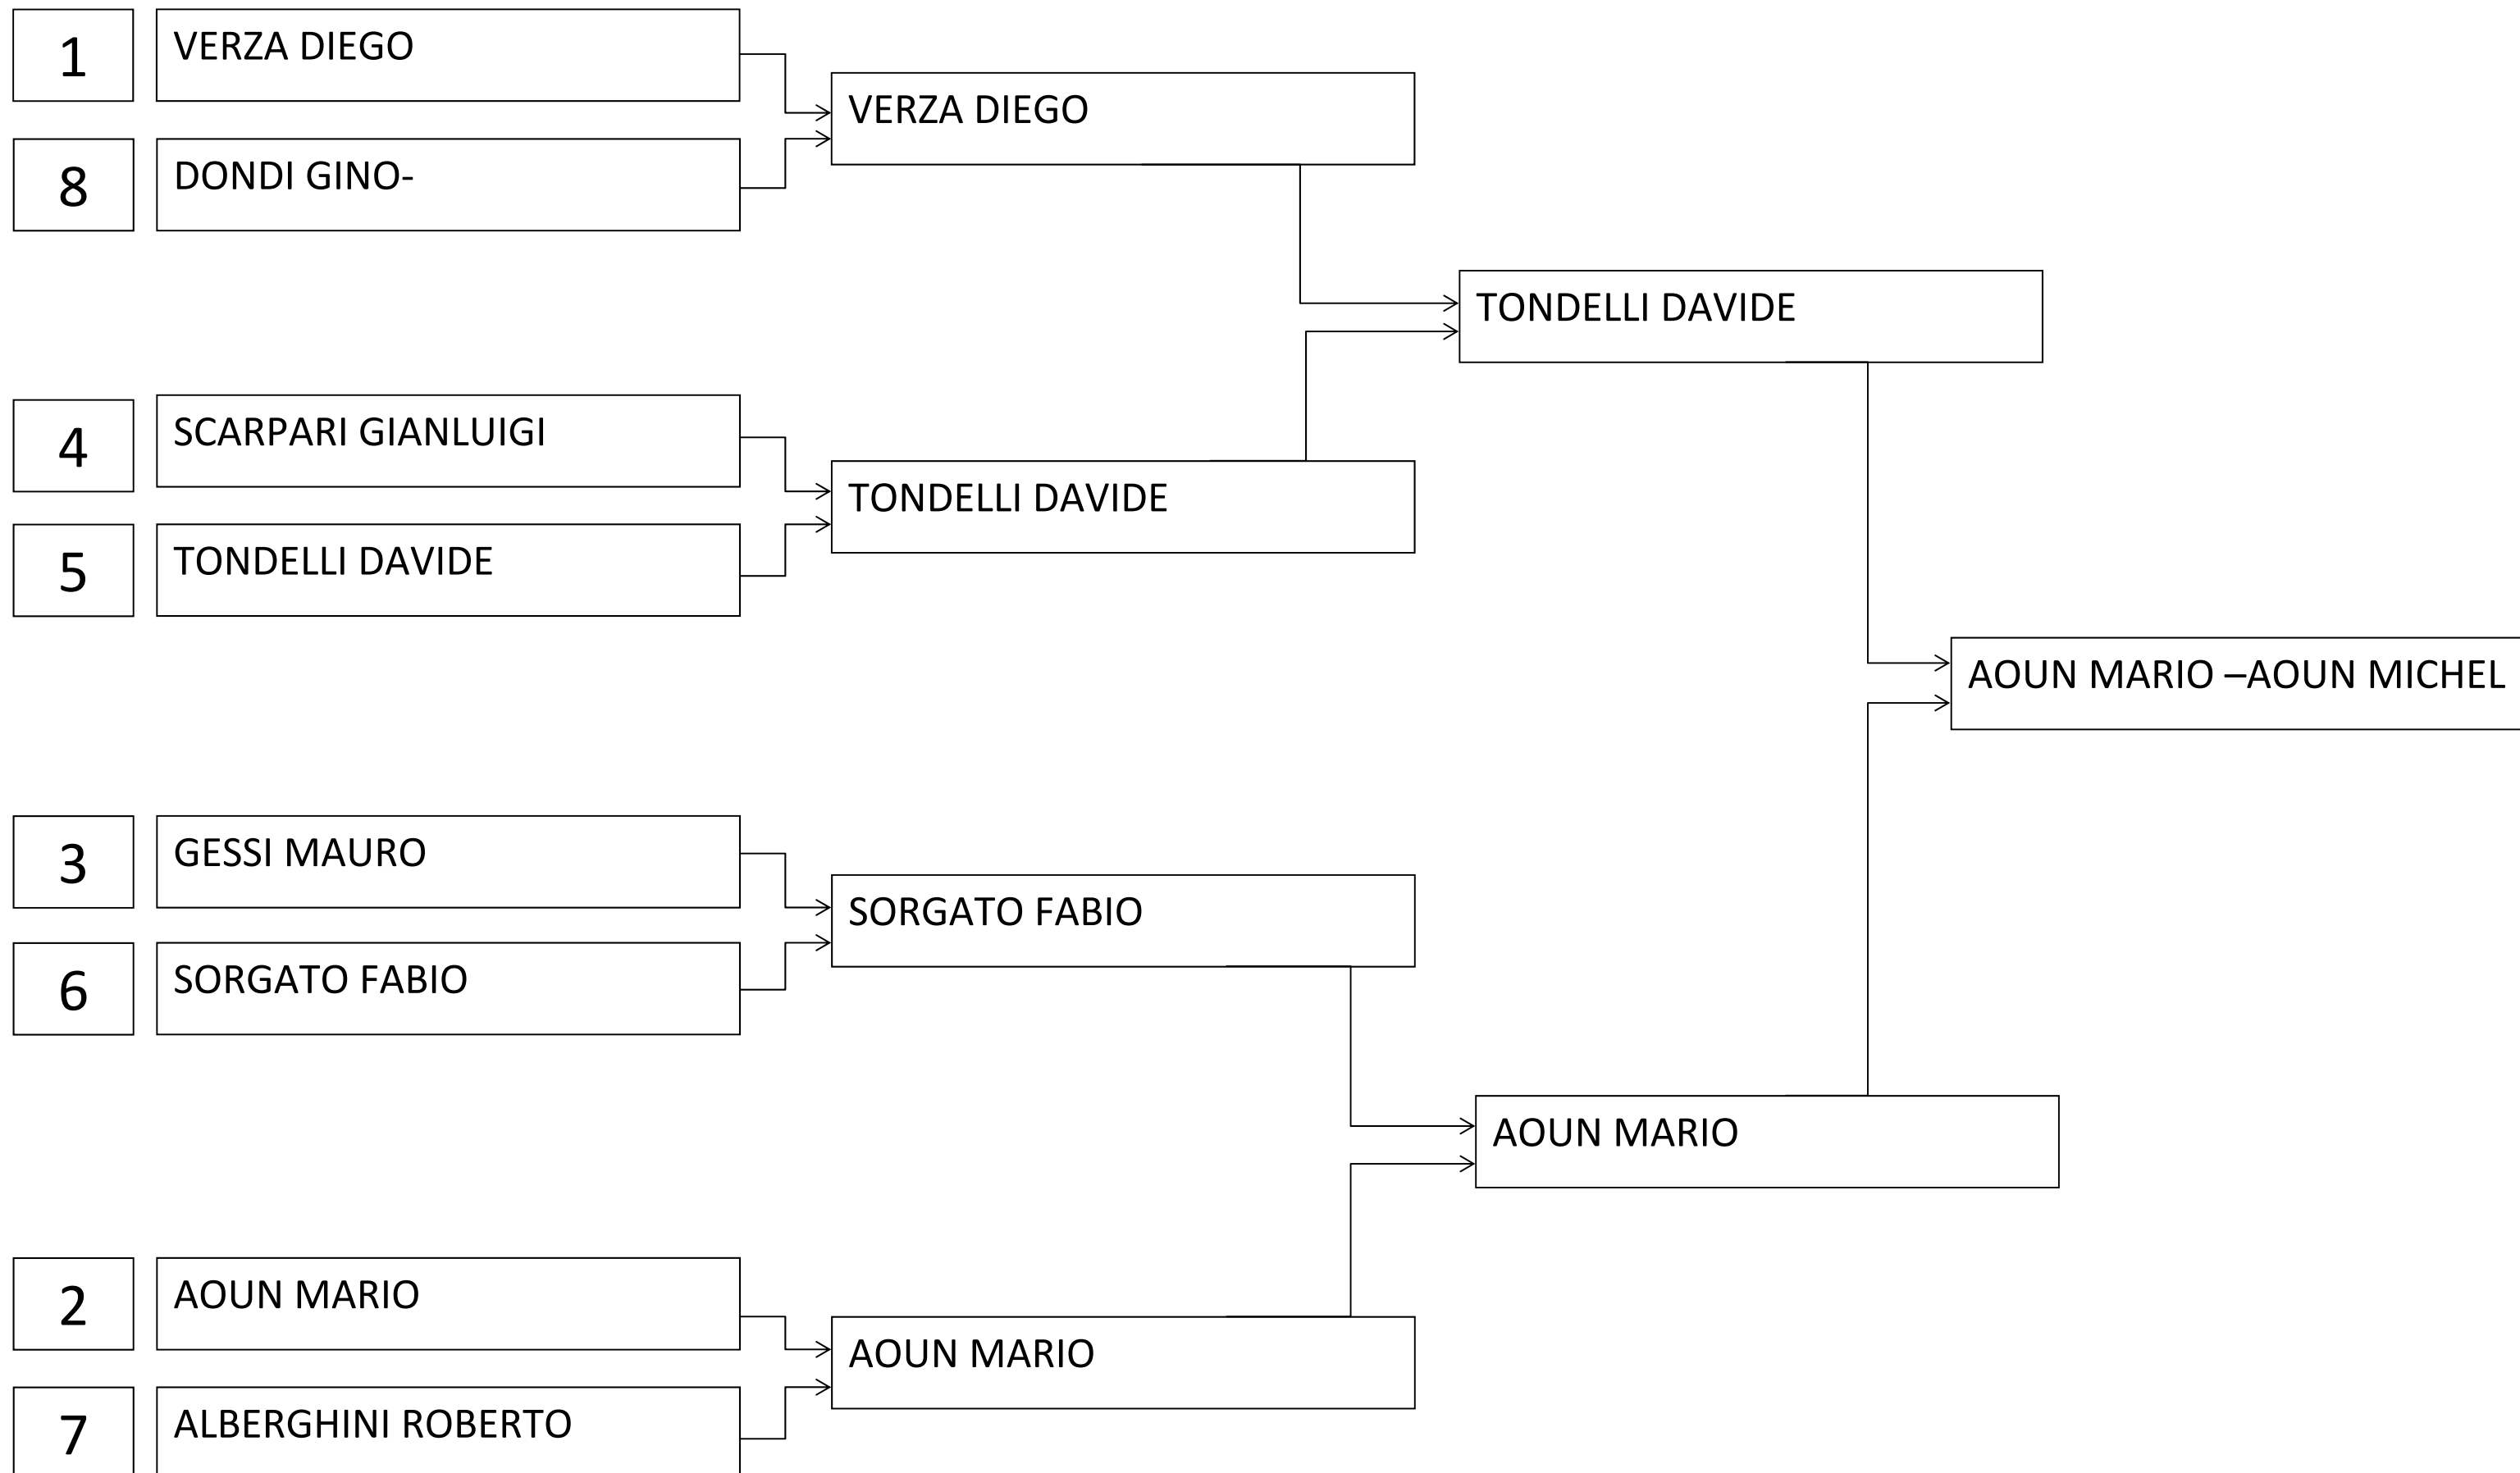 1
VERZA DIEGO
VERZA DIEGO
8
DONDI GINO-
TONDELLI DAVIDE
4
SCARPARI GIANLUIGI
TONDELLI DAVIDE
5
TONDELLI DAVIDE
AOUN MARIO –AOUN MICHEL
3
GESSI MAURO
SORGATO FABIO
6
SORGATO FABIO
AOUN MARIO
2
AOUN MARIO
AOUN MARIO
7
ALBERGHINI ROBERTO